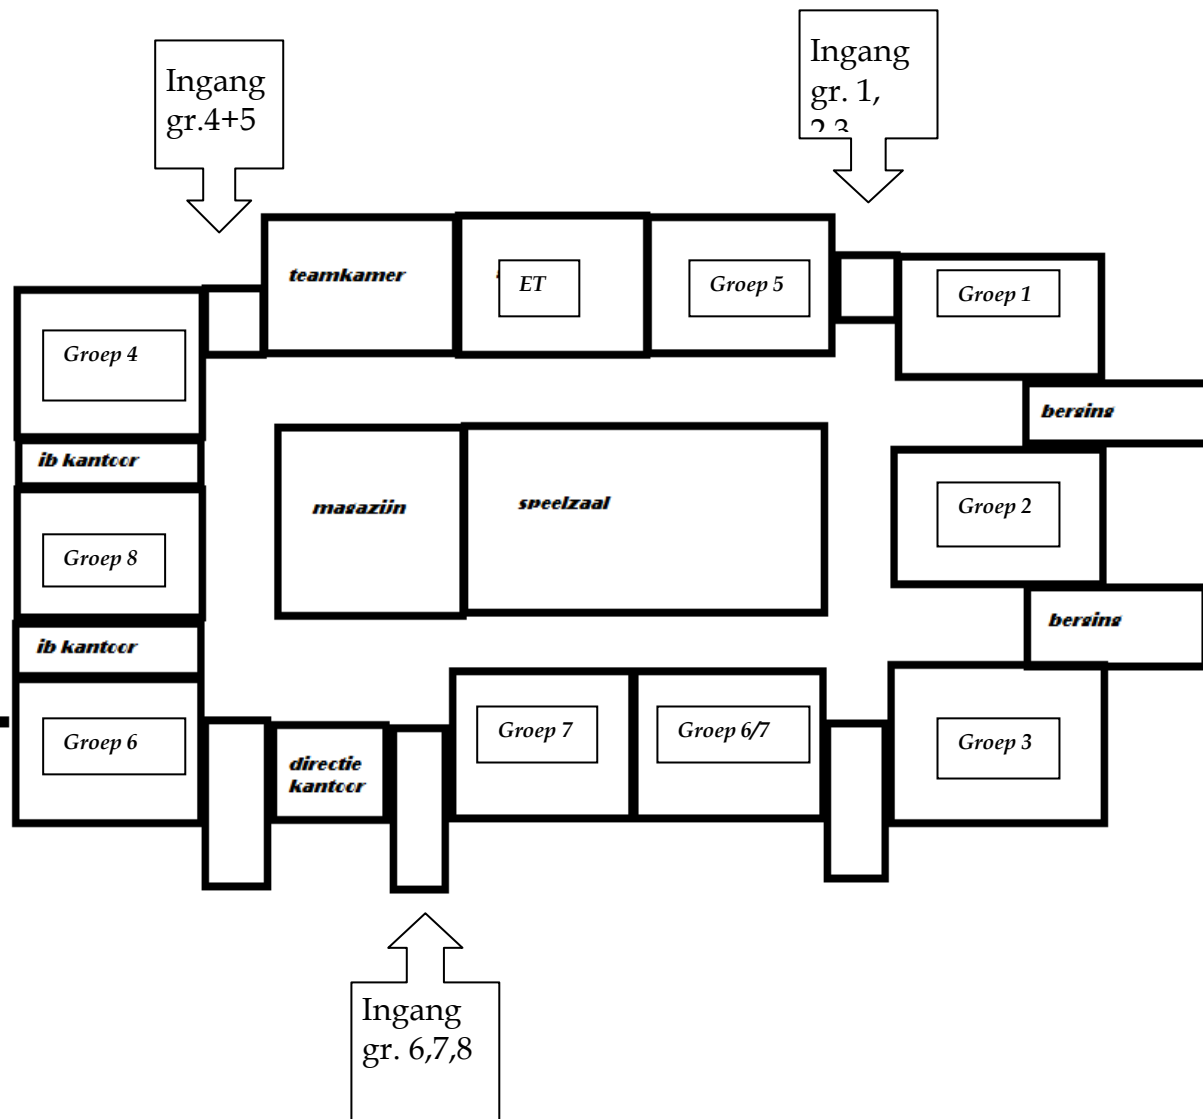 Ingang
gr.4+5
Ingang
gr. 1,
2,3
teamkamer
ET
Groep 5
Groep 1
Groep 4
berging
ib kantoor
magazijn
speelzaal
Groep 2
Groep 8
berging
ib kantoor
Groep 6
directie
kantoor
Groep 7
Groep 6/7
Groep 3
Ingang
gr. 6,7,8